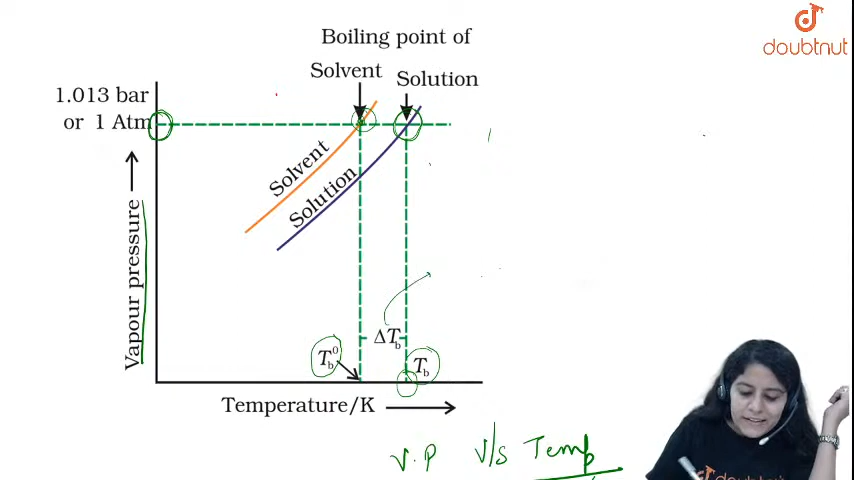 doubtnut
Boiling point of
Solvent Solution
1.013 bar
or 1 Atm
Solvent
Solution
Vapour pressure
ΔT_b
T_b^0
T_b
Temperature/K
V.P V/S Temp
doubtnut